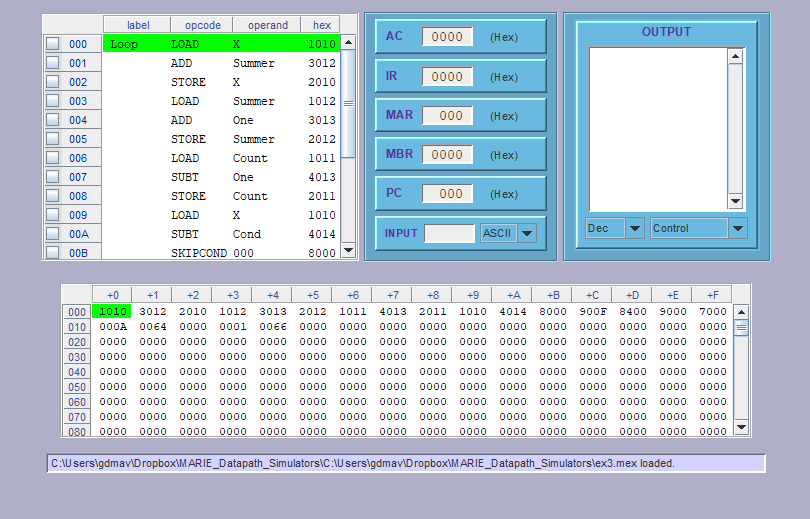 label opcode operand hex
000 Loop LOAD X 1010
001 ADD Summer 3012
002 STORE X 2010
003 LOAD Summer 1012
004 ADD One 3013
005 STORE Summer 2012
006 LOAD Count 1011
007 SUBT One 4013
008 STORE Count 2011
009 LOAD X 1010
00A SUBT Cond 4014
00B SKIPCOND 000 8000
AC 0000 (Hex)
IR 0000 (Hex)
MAR 000 (Hex)
MBR 0000 (Hex)
PC 000 (Hex)
INPUT ASCII
OUTPUT
Dec Control
+0 +1 +2 +3 +4 +5 +6 +7 +8 +9 +A +B +C +D +E +F
000 1010 3012 2010 1012 3013 2012 1011 4013 2011 1010 4014 8000 900F 8400 9000 7000
010 000A 0064 0000 0001 0066 0000 0000 0000 0000 0000 0000 0000 0000 0000 0000 0000
020 0000 0000 0000 0000 0000 0000 0000 0000 0000 0000 0000 0000 0000 0000 0000 0000
030 0000 0000 0000 0000 0000 0000 0000 0000 0000 0000 0000 0000 0000 0000 0000 0000
040 0000 0000 0000 0000 0000 0000 0000 0000 0000 0000 0000 0000 0000 0000 0000 0000
050 0000 0000 0000 0000 0000 0000 0000 0000 0000 0000 0000 0000 0000 0000 0000 0000
060 0000 0000 0000 0000 0000 0000 0000 0000 0000 0000 0000 0000 0000 0000 0000 0000
070 0000 0000 0000 0000 0000 0000 0000 0000 0000 0000 0000 0000 0000 0000 0000 0000
080 0000 0000 0000 0000 0000 0000 0000 0000 0000 0000 0000 0000 0000 0000 0000 0000
C:\Users\gdmav\Dropbox\MARIE_Datapath_Simulators\C:\Users\gdmav\Dropbox\MARIE_Datapath_Simulators\ex3.mex loaded.